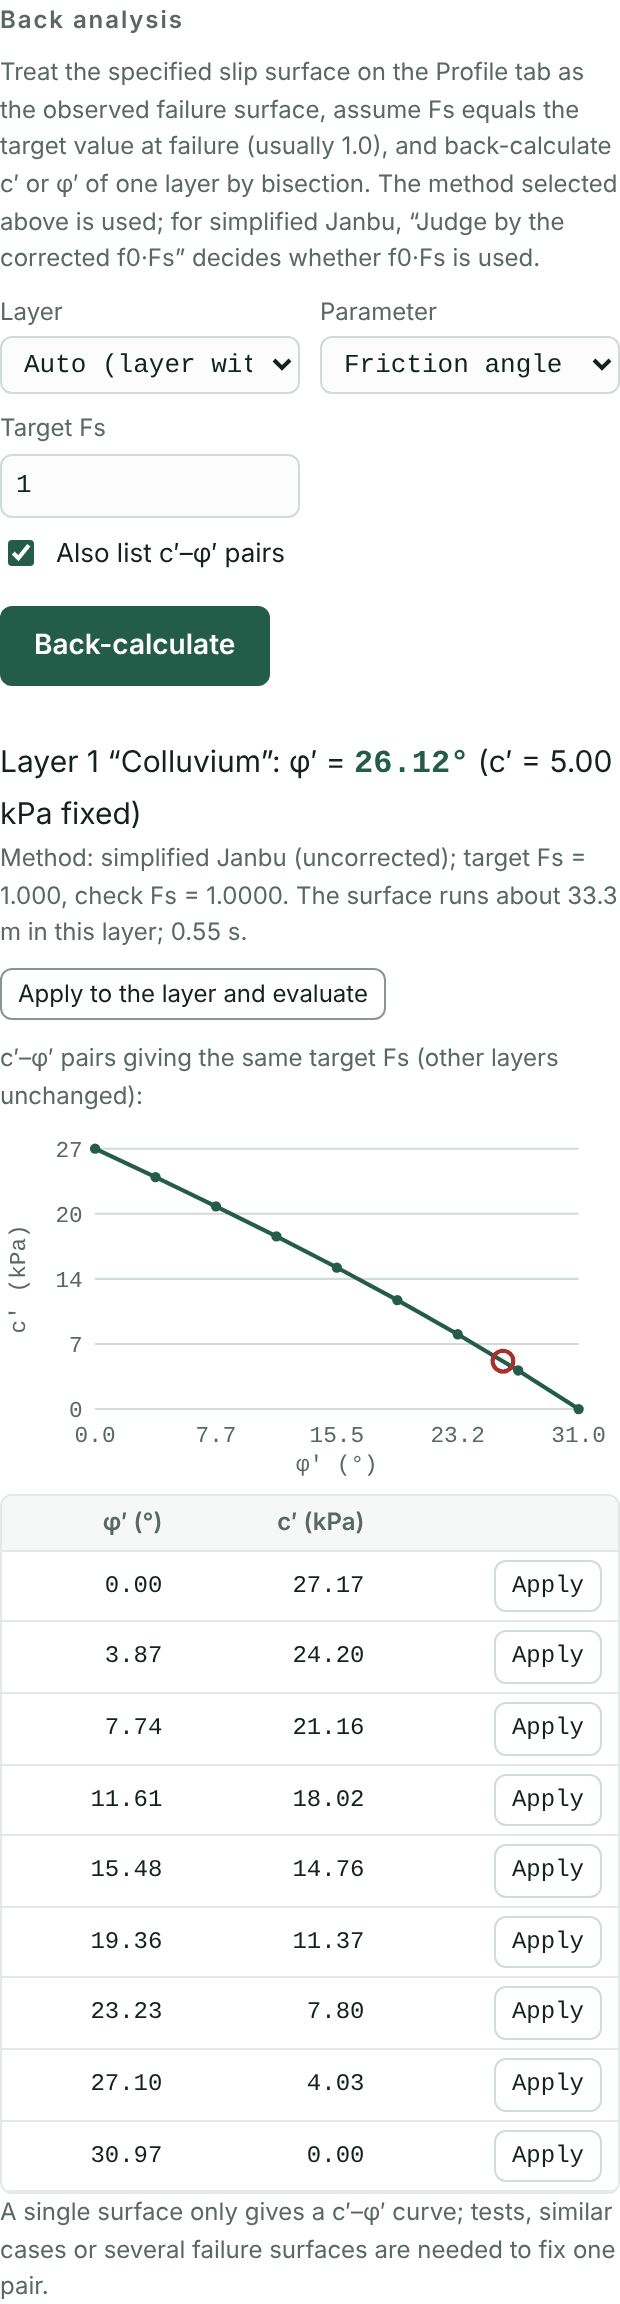 Back analysis
Treat the specified slip surface on the Profile tab as
the observed failure surface, assume Fs equals the
target value at failure (usually 1.0), and back-calculate
c′ or φ′ of one layer by bisection. The method selected
above is used; for simplified Janbu, “Judge by the
corrected f0·Fs” decides whether f0·Fs is used.
Layer Parameter
Auto (layer wit Friction angle
Target Fs
1
Also list c′–φ′ pairs
Back-calculate
Layer 1 “Colluvium”: φ′ = 26.12° (c′ = 5.00
kPa fixed)
Method: simplified Janbu (uncorrected); target Fs =
1.000, check Fs = 1.0000. The surface runs about 33.3
m in this layer; 0.55 s.
Apply to the layer and evaluate
c′–φ′ pairs giving the same target Fs (other layers
unchanged):
27
20
14
7
0
c' (kPa)
0.0 7.7 15.5 23.2 31.0
φ' (°)
φ′ (°) c′ (kPa)
0.00 27.17 Apply
3.87 24.20 Apply
7.74 21.16 Apply
11.61 18.02 Apply
15.48 14.76 Apply
19.36 11.37 Apply
23.23 7.80 Apply
27.10 4.03 Apply
30.97 0.00 Apply
A single surface only gives a c′–φ′ curve; tests, similar
cases or several failure surfaces are needed to fix one
pair.